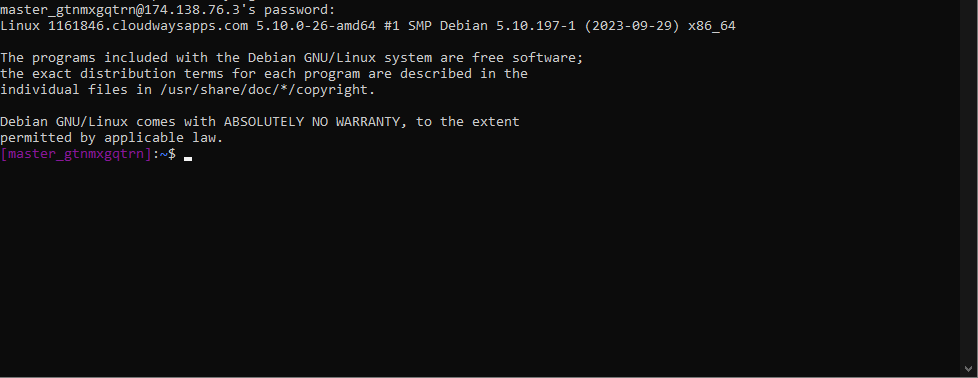 master_gtnmxgqtrn@174.138.76.3's password:
Linux 1161846.cloudwaysapps.com 5.10.0-26-amd64 #1 SMP Debian 5.10.197-1 (2023-09-29) x86_64
The programs included with the Debian GNU/Linux system are free software;
the exact distribution terms for each program are described in the
individual files in /usr/share/doc/*/copyright.
Debian GNU/Linux comes with ABSOLUTELY NO WARRANTY, to the extent
permitted by applicable law.
[master_gtnmxgqtrn]:~$